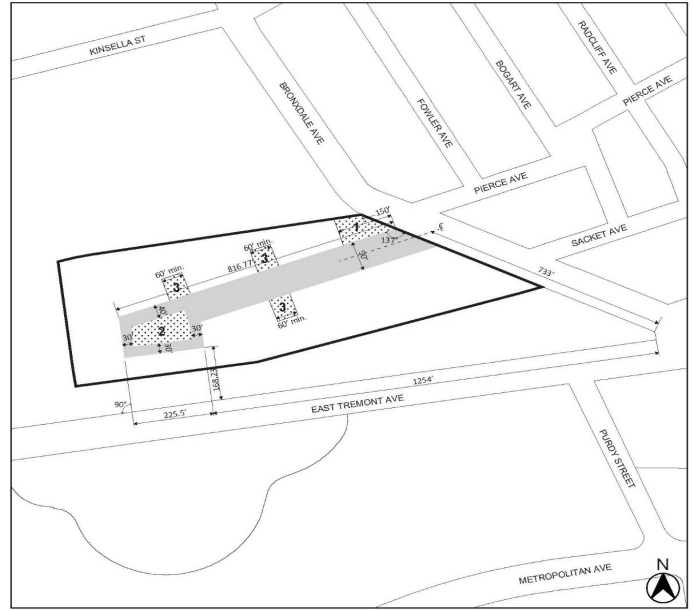 KINSELLA ST
BRONXDALE AVE
FOWLER AVE
BOGART AVE
RADCLIFF AVE
PIERCE AVE
PIERCE AVE
SACKET AVE
150'
1
137'
℄
60' min.
3
816.77'
90'
733'
60' min.
3
40'
3
60' min.
2
30'
30'
30'
168.23'
90°
225.5'
1254'
EAST TREMONT AVE
PURDY STREET
METROPOLITAN AVE
N